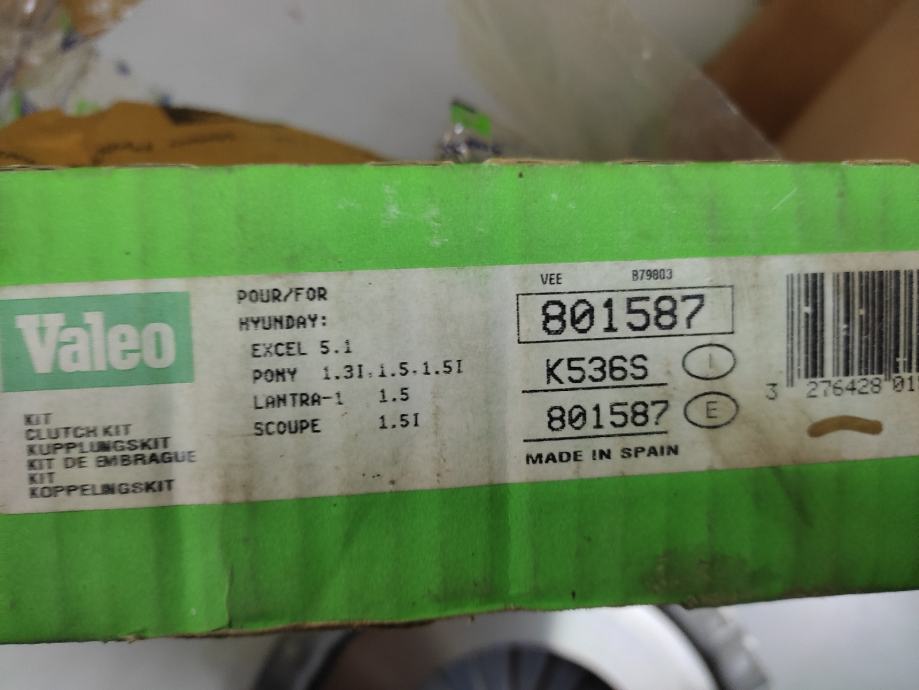 Valeo
KIT
CLUTCH KIT
KUPPLUNGSKIT
KIT DE EMBRAGUE
KIT
KOPPELINGSKIT
POUR/FOR
HYUNDAY:
EXCEL 5.1
PONY 1.3I.1.5.1.5I
LANTRA-1 1.5
SCOUPE 1.5I
VEE B79803
801587
K536S I
801587 E
MADE IN SPAIN
3 276428 01